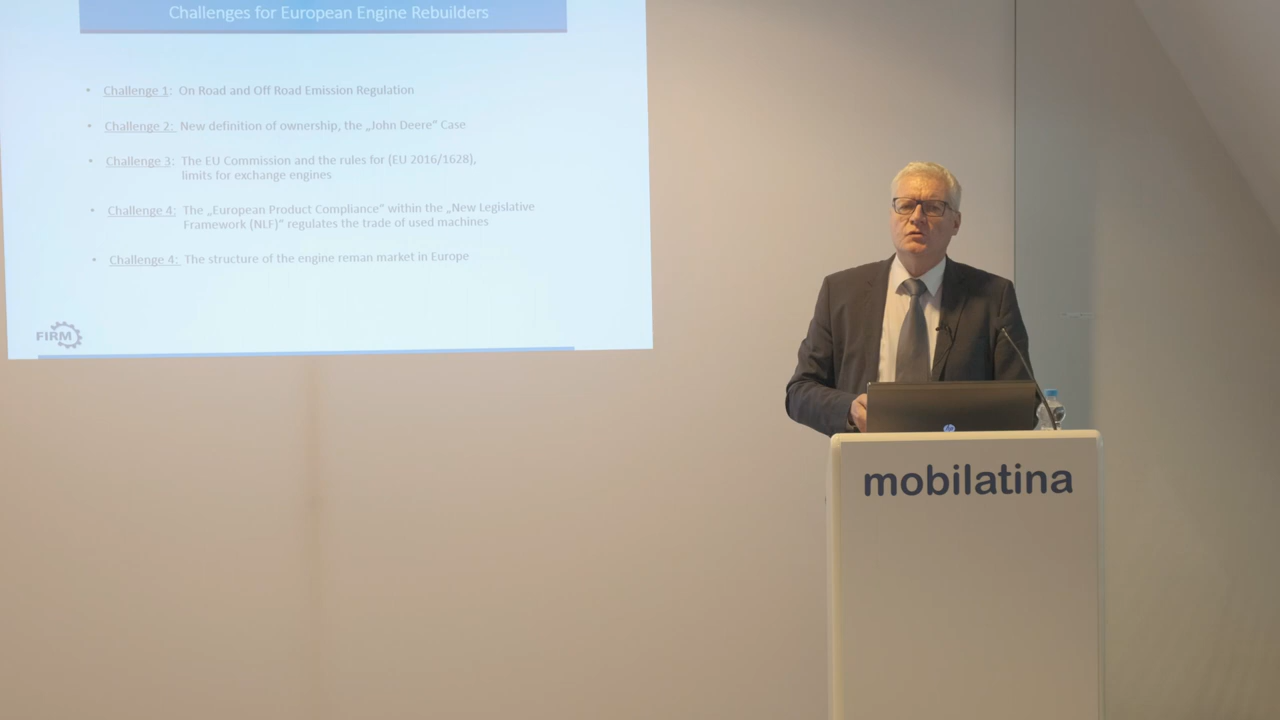 Challenges for European Engine Rebuilders
• Challenge 1: On Road and Off Road Emission Regulation
• Challenge 2: New definition of ownership, the „John Deere" Case
• Challenge 3: The EU Commission and the rules for (EU 2016/1628),
limits for exchange engines
• Challenge 4: The „European Product Compliance" within the „New Legislative
Framework (NLF)" regulates the trade of used machines
• Challenge 4: The structure of the engine reman market in Europe
FIRM
hp
mobilatina